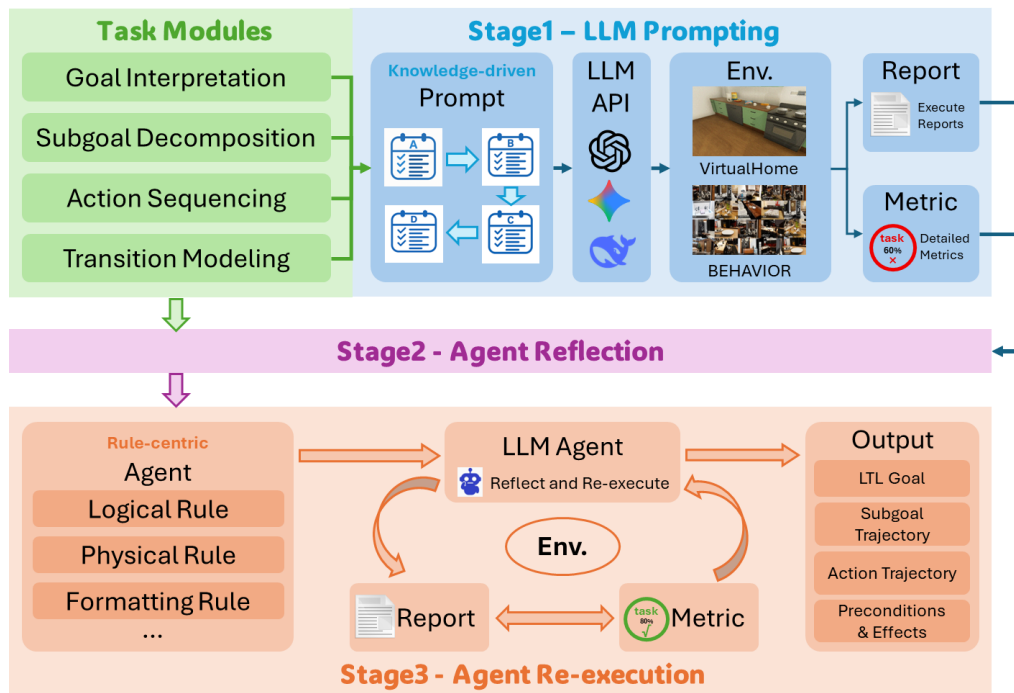 Task Modules
Goal Interpretation
Subgoal Decomposition
Action Sequencing
Transition Modeling
Stage1 – LLM Prompting
Knowledge-driven
Prompt
A
B
D
C
LLM
API
Env.
VirtualHome
BEHAVIOR
Report
Execute
Reports
Metric
task
60%
×
Detailed
Metrics
Stage2 - Agent Reflection
Rule-centric
Agent
Logical Rule
Physical Rule
Formatting Rule
...
LLM Agent
Reflect and Re-execute
Env.
Report
task
80%
√
Metric
Output
LTL Goal
Subgoal
Trajectory
Action Trajectory
Preconditions
& Effects
Stage3 - Agent Re-execution